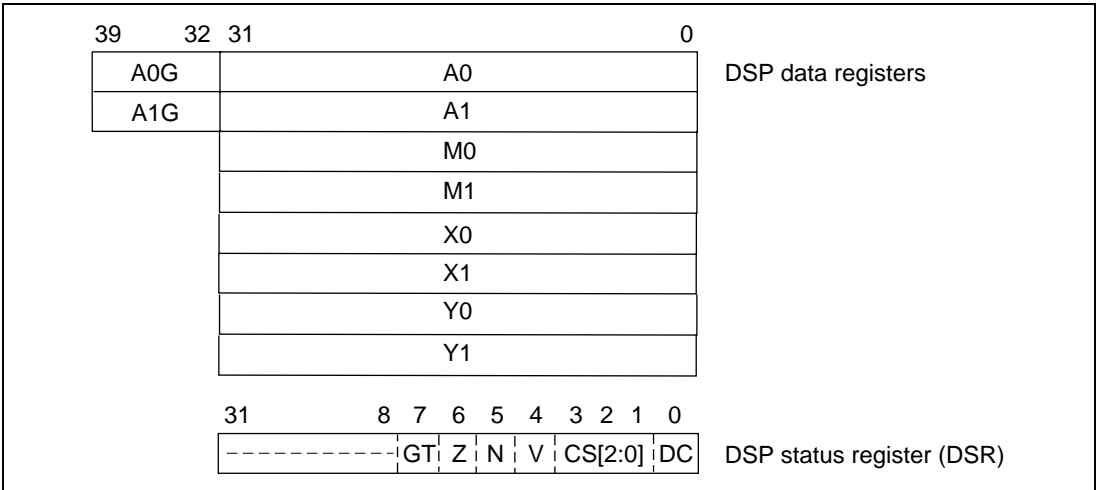 39 32 31 0
A0G A0 DSP data registers
A1G A1
M0
M1
X0
X1
Y0
Y1
31 8 7 6 5 4 3 2 1 0
GT Z N V CS[2:0] DC DSP status register (DSR)